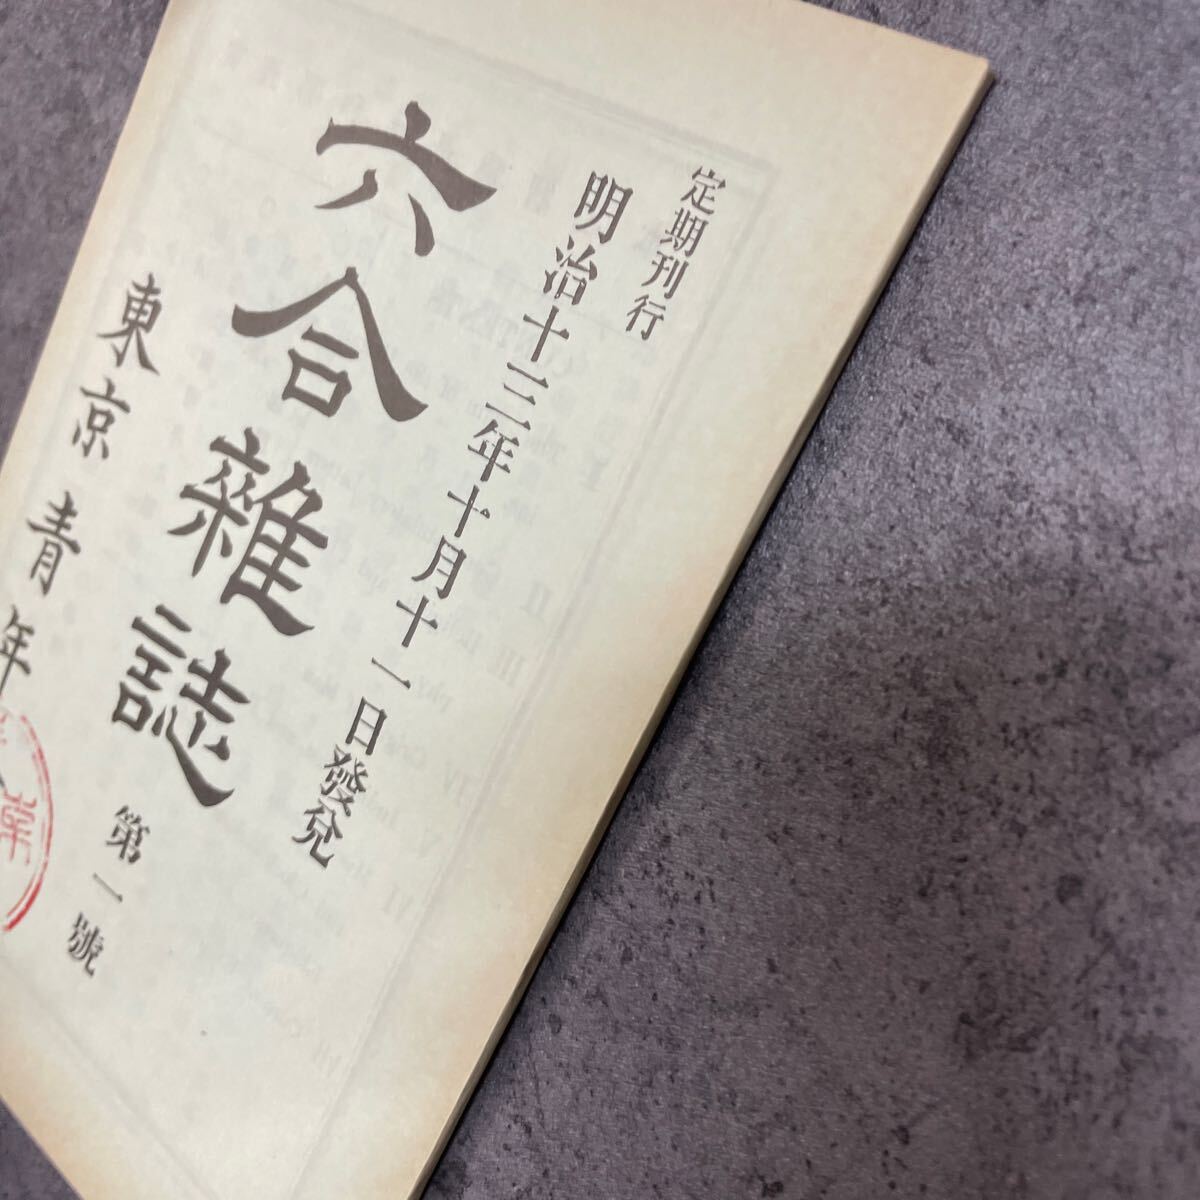 定期刊行
明治十三年十月十一日發兌
六合雜誌
第一號
東京青年